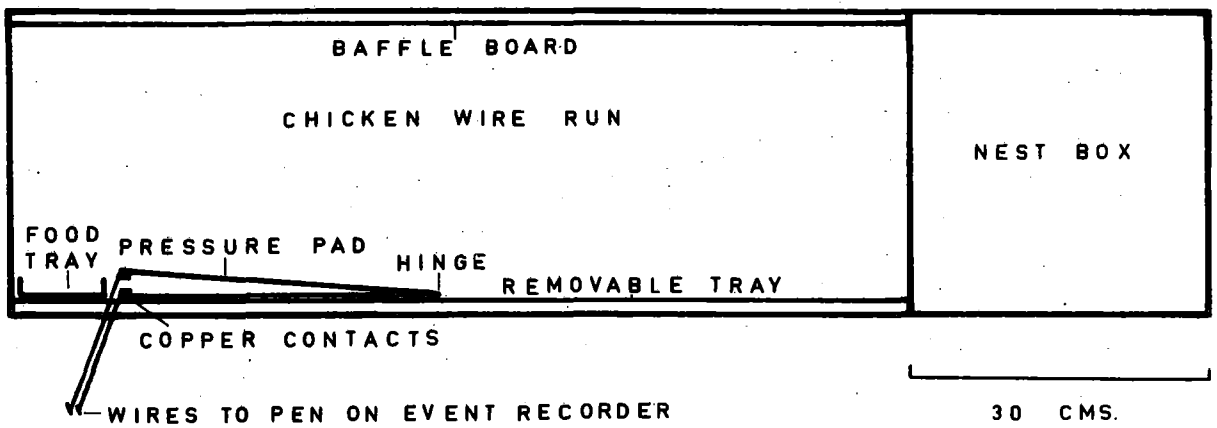 BAFFLE BOARD
CHICKEN WIRE RUN
NEST BOX
FOOD
TRAY
PRESSURE PAD
HINGE
REMOVABLE TRAY
COPPER CONTACTS
WIRES TO PEN ON EVENT RECORDER
30 CMS.